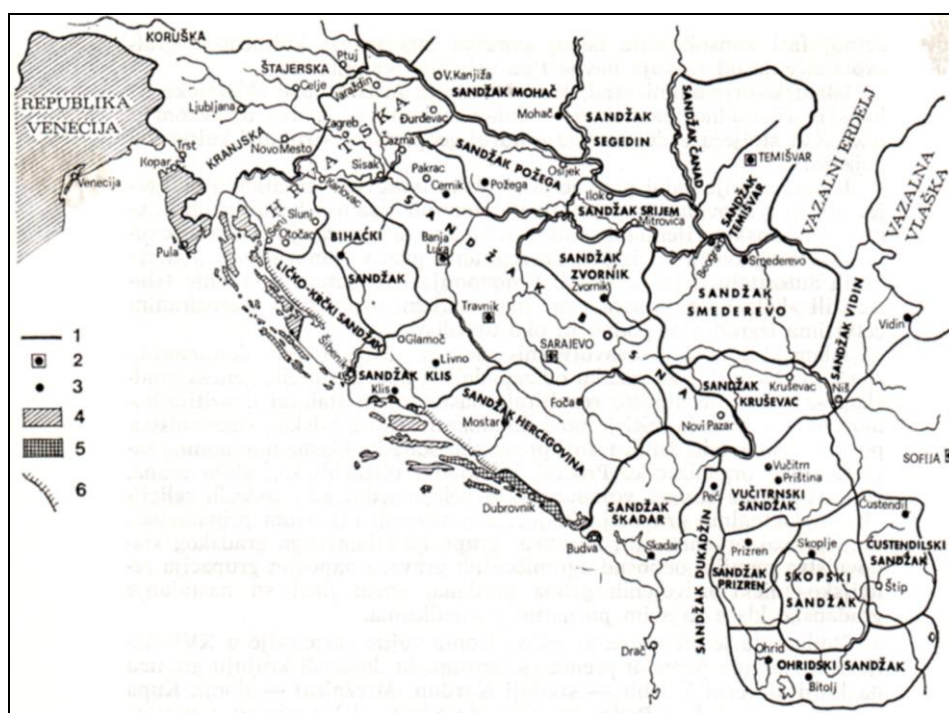 KORUŠKA
ŠTAJERSKA
Ptuj
Celje
Varaždin
V.Kanjiža
SANDŽAK MOHAČ
Mohač
SANDŽAK
SEGEDIN
SANDŽAK ČANAD
TEMIŠVAR
SANDŽAK
TEMIŠVAR
VAZALNI ERDELJ
VAZALNA
VLAŠKA
REPUBLIKA
VENECIJA
Venecija
Ljubljana
KRANJSKA
Novo Mesto
Trst
Kopar
Pula
Zagreb
Đurđevac
Čazma
Sisak
HRVATSKA
Karlovac
Pakrac
Cernik
Požega
SANDŽAK POŽEGA
Osijek
Ilok
SANDŽAK SRIJEM
Mitrovica
Beograd
Smederevo
SANDŽAK
SMEDEREVO
Slunj
Senj
Otočac
BIHAĆKI
SANDŽAK
Banja
Luka
BOSANSKI SANDŽAK
SANDŽAK
ZVORNIK
Zvornik
Travnik
SARAJEVO
LIČKO-KRČKI SANDŽAK
Šibenik
Glamoč
Livno
SANDŽAK KLIS
Klis
SANDŽAK HERCEGOVINA
Mostar
Foča
Dubrovnik
Budva
SANDŽAK
KRUŠEVAC
Kruševac
Novi Pazar
Niš
SANDŽAK VIDIN
Vidin
SOFIJA
Vučitrn
Priština
VUČITRNSKI
SANDŽAK
Peć
SANDŽAK
SKADAR
Skadar
SANDŽAK DUKAĐIN
Prizren
SANDŽAK
PRIZREN
Skoplje
SKOPSKI
SANDŽAK
Ćustendil
ĆUSTENDILSKI
SANDŽAK
Štip
Drač
Ohrid
OHRIDSKI SANDŽAK
Bitolj
1
2
3
4
5
6